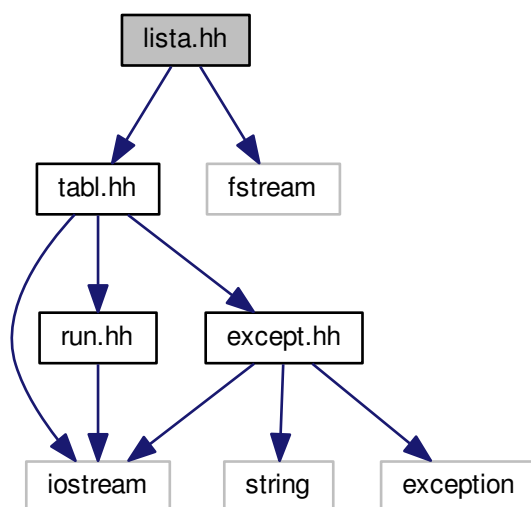 lista.hh
tabl.hh
fstream
run.hh
except.hh
iostream
string
exception